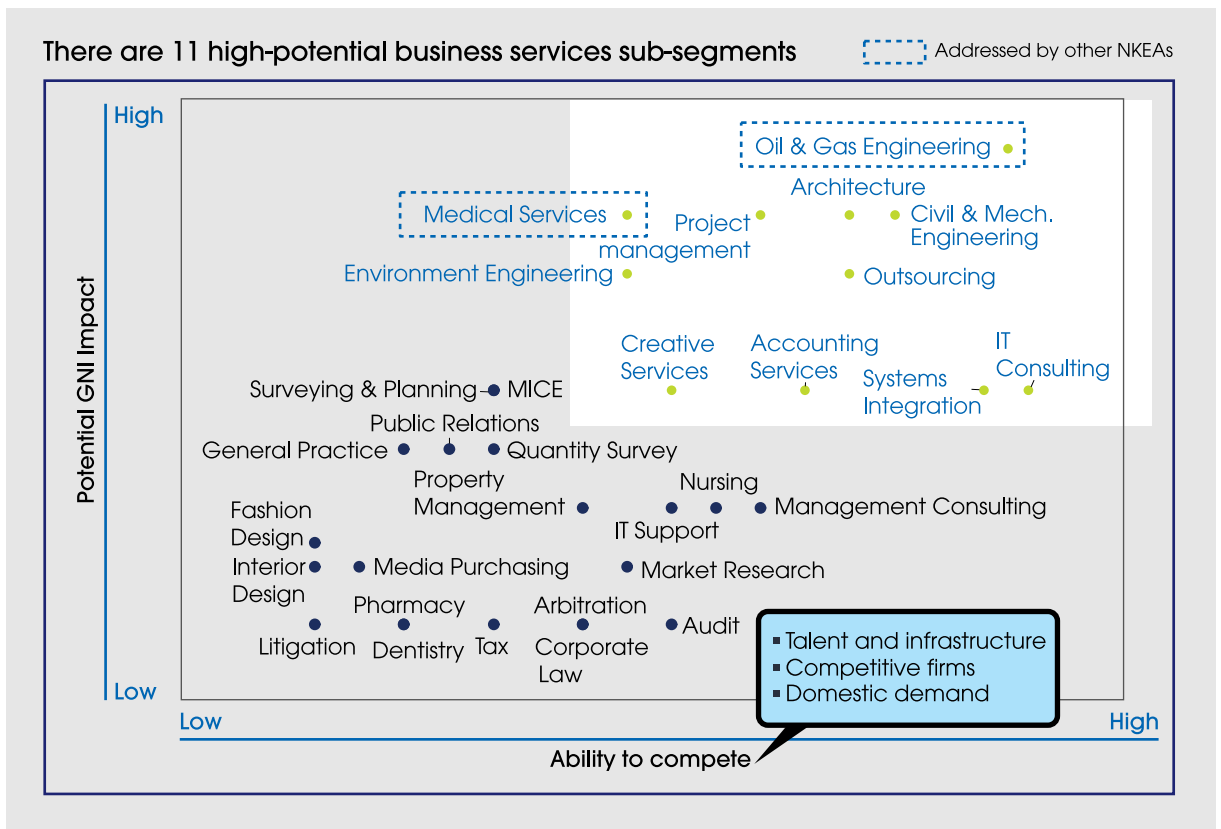 There are 11 high-potential business services sub-segments
Addressed by other NKEAs
High
Potential GNI Impact
Low
Oil & Gas Engineering
Architecture
Medical Services
Project
management
Civil & Mech.
Engineering
Environment Engineering
Outsourcing
Creative
Services
Accounting
Services
Systems
Integration
IT
Consulting
Surveying & Planning
MICE
Public Relations
General Practice
Quantity Survey
Property
Management
Nursing
IT Support
Management Consulting
Fashion
Design
Interior
Design
Media Purchasing
Market Research
Pharmacy
Arbitration
Litigation
Dentistry
Tax
Corporate
Law
Audit
▪ Talent and infrastructure
▪ Competitive firms
▪ Domestic demand
Low
High
Ability to compete